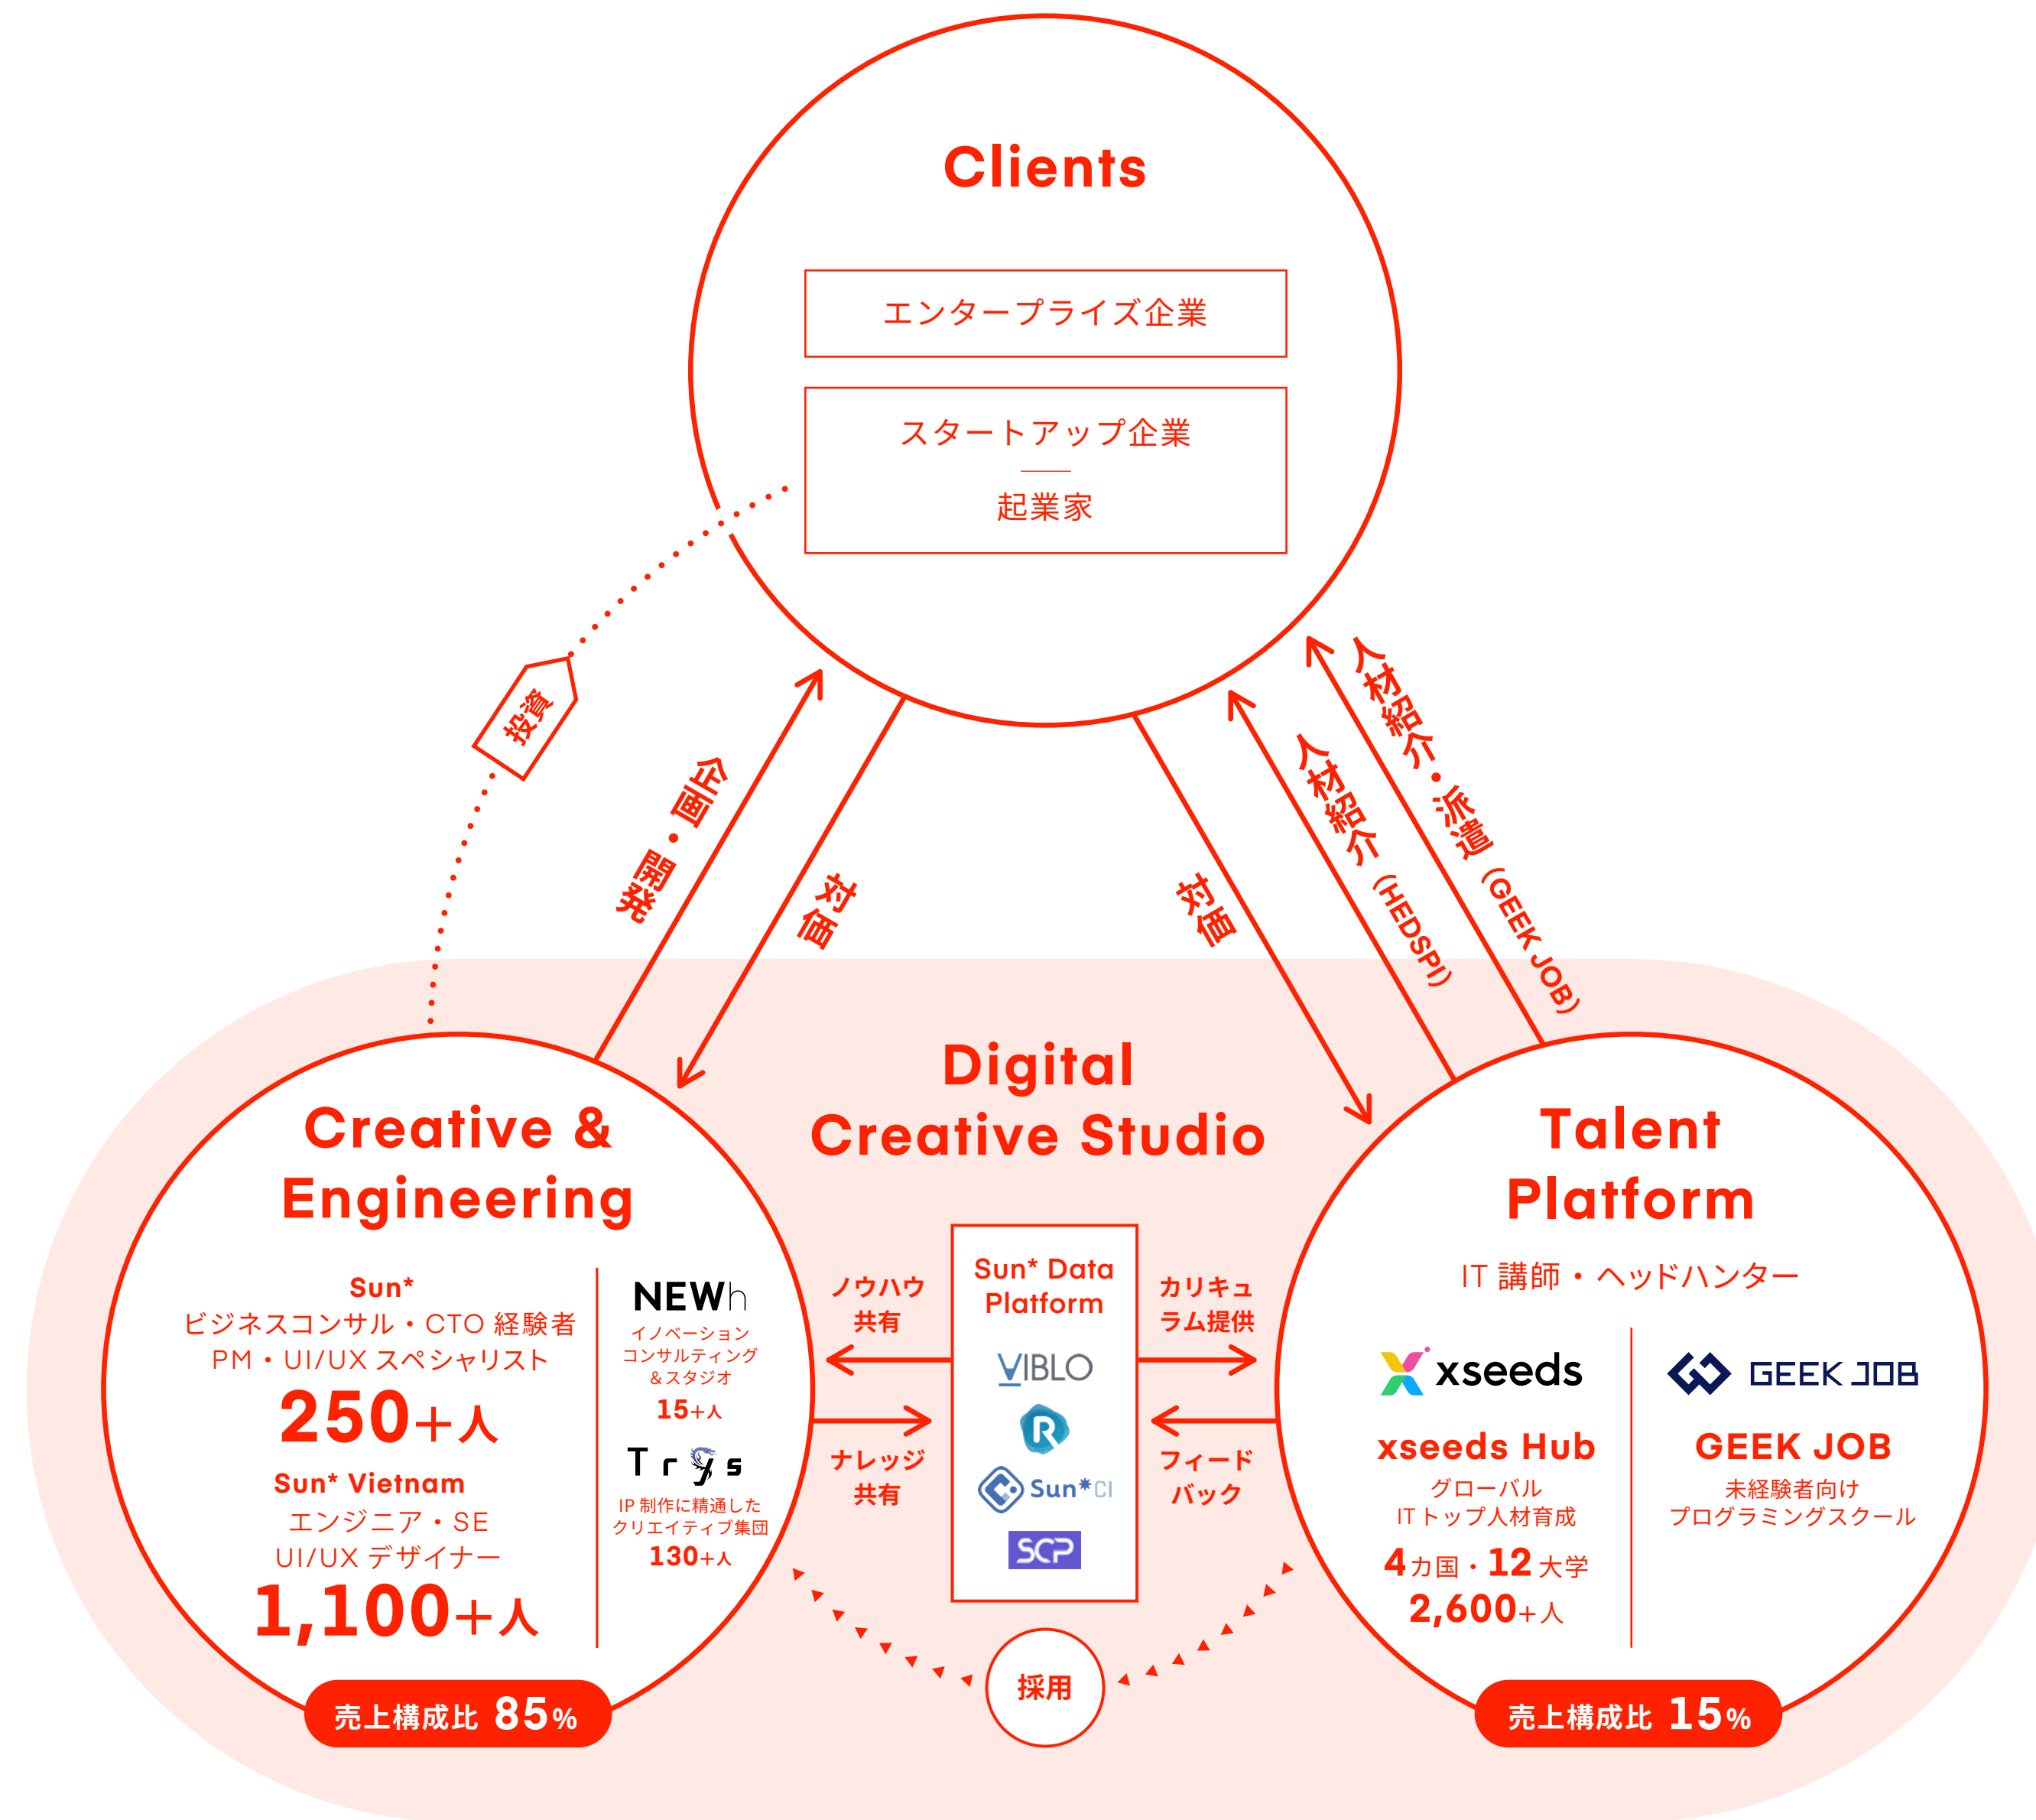 Clients
エンタープライズ企業
スタートアップ企業
起業家
投資
企画・開発
対価
対価
人材紹介（HEDSPI）
人材紹介・派遣（GEEK JOB）
Digital
Creative Studio
Creative &
Engineering
Sun*
ビジネスコンサル・CTO 経験者
PM・UI/UX スペシャリスト
250+人
Sun* Vietnam
エンジニア・SE
UI/UX デザイナー
1,100+人
NEWh
イノベーション
コンサルティング
＆スタジオ
15+人
Trys
IP 制作に精通した
クリエイティブ集団
130+人
売上構成比 85%
ノウハウ
共有
ナレッジ
共有
Sun* Data
Platform
VIBLO
R
Sun*CI
SCP
カリキュ
ラム提供
フィード
バック
採用
Talent
Platform
IT 講師・ヘッドハンター
xseeds
xseeds Hub
グローバル
IT トップ人材育成
4カ国・12 大学
2,600+人
GEEK JOB
GEEK JOB
未経験者向け
プログラミングスクール
売上構成比 15%